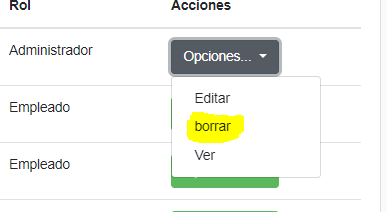 Rol Acciones
Administrador Opciones...
Editar
Empleado
borrar
Ver
Empleado